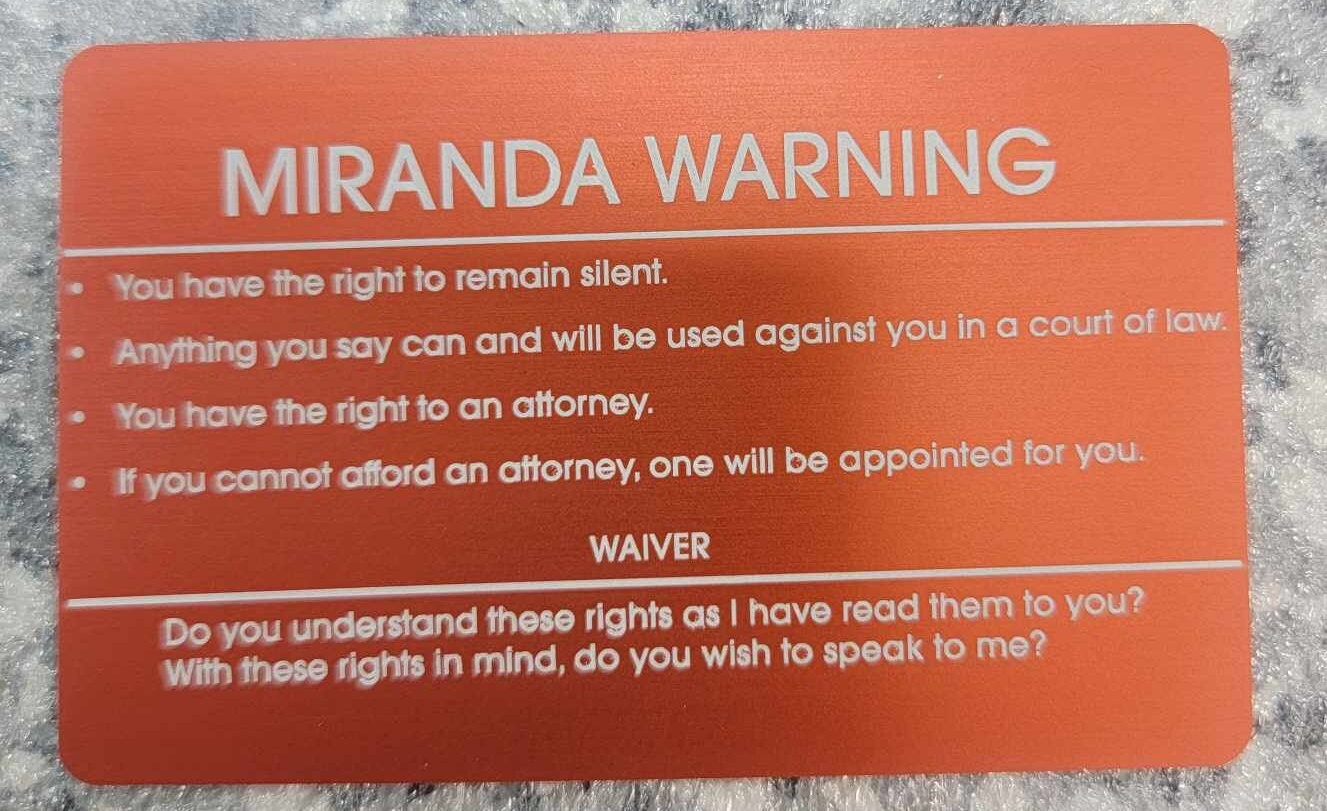 MIRANDA WARNING
• You have the right to remain silent.
• Anything you say can and will be used against you in a court of law.
• You have the right to an attorney.
• If you cannot afford an attorney, one will be appointed for you.
WAIVER
Do you understand these rights as I have read them to you?
With these rights in mind, do you wish to speak to me?